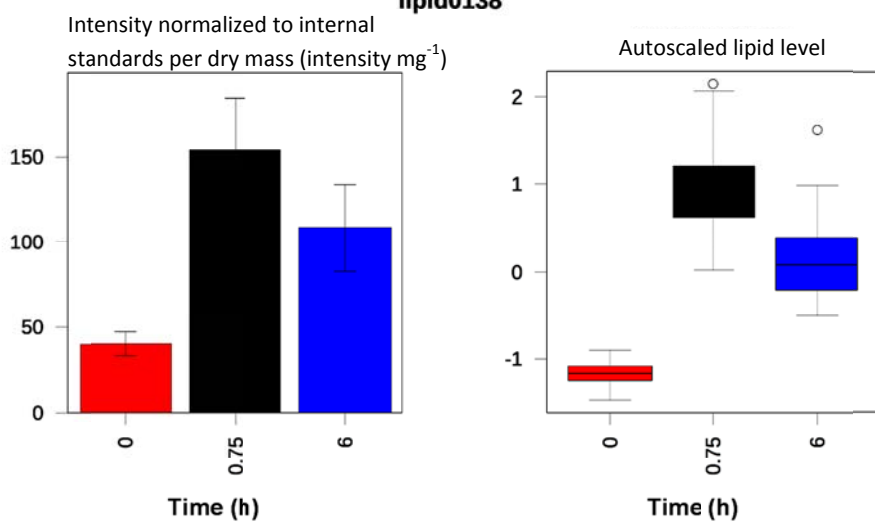 lipid0138
Intensity normalized to internal
standards per dry mass (intensity mg⁻¹)
150
100
50
0
0
0.75
6
Time (h)
Autoscaled lipid level
2
1
0
-1
0
0.75
6
Time (h)